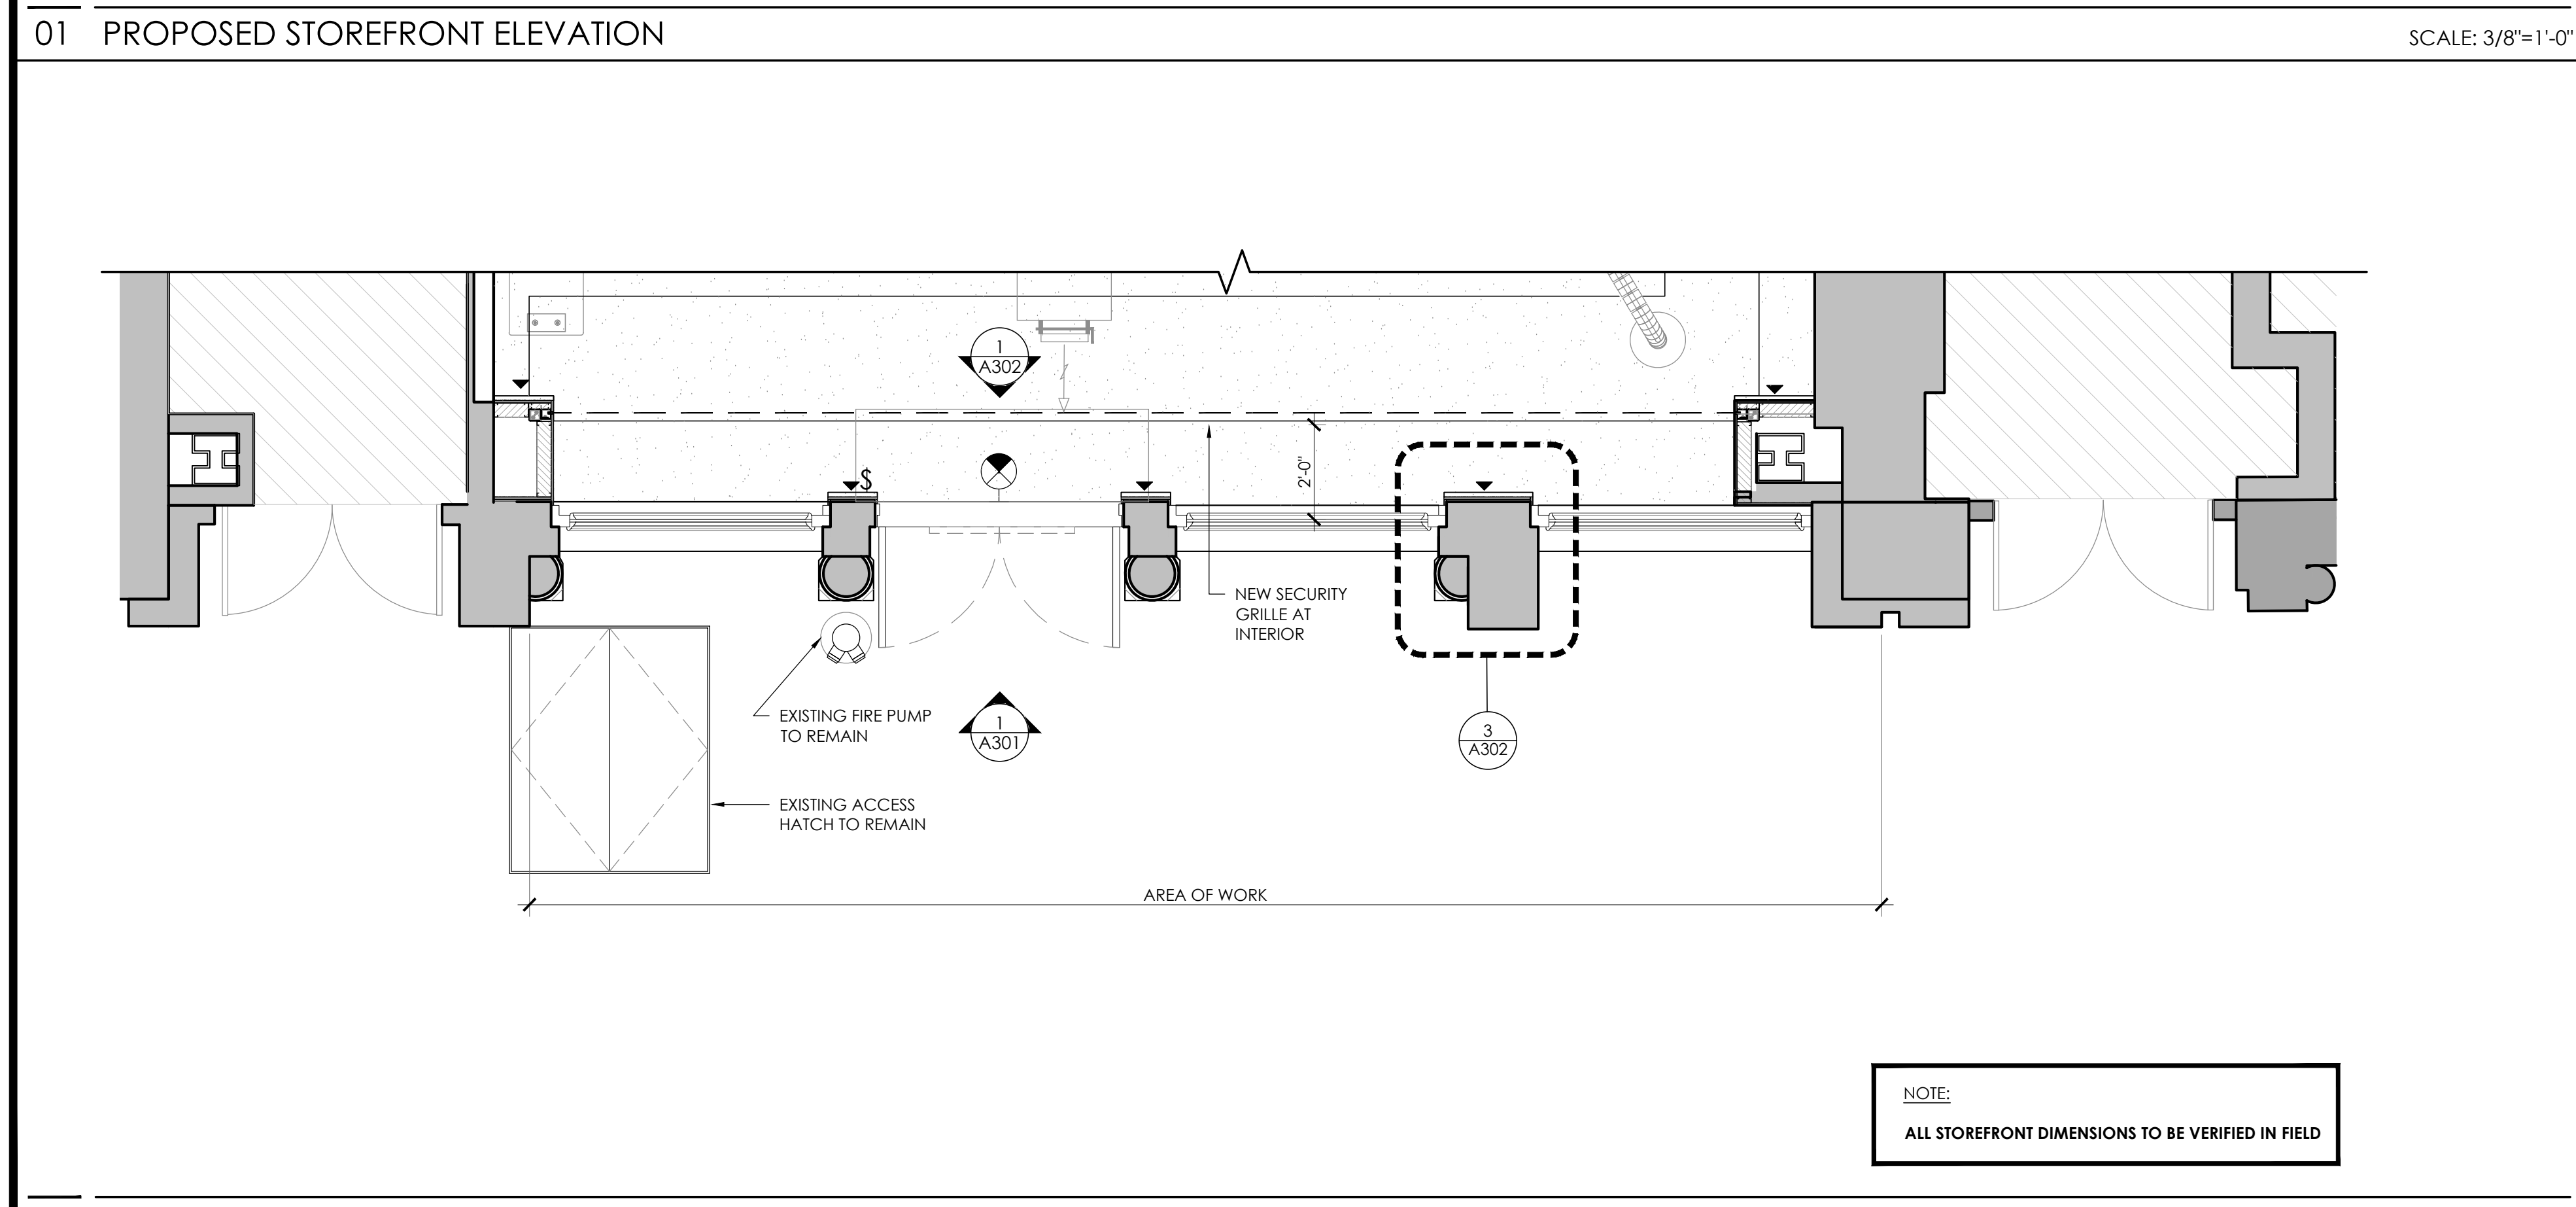 01 PROPOSED STOREFRONT ELEVATION
SCALE: 3/8"=1'-0"
1
A302
$
2'-0"
NEW SECURITY
GRILLE AT
INTERIOR
EXISTING FIRE PUMP
TO REMAIN
1
A301
3
A302
EXISTING ACCESS
HATCH TO REMAIN
AREA OF WORK
NOTE:
ALL STOREFRONT DIMENSIONS TO BE VERIFIED IN FIELD